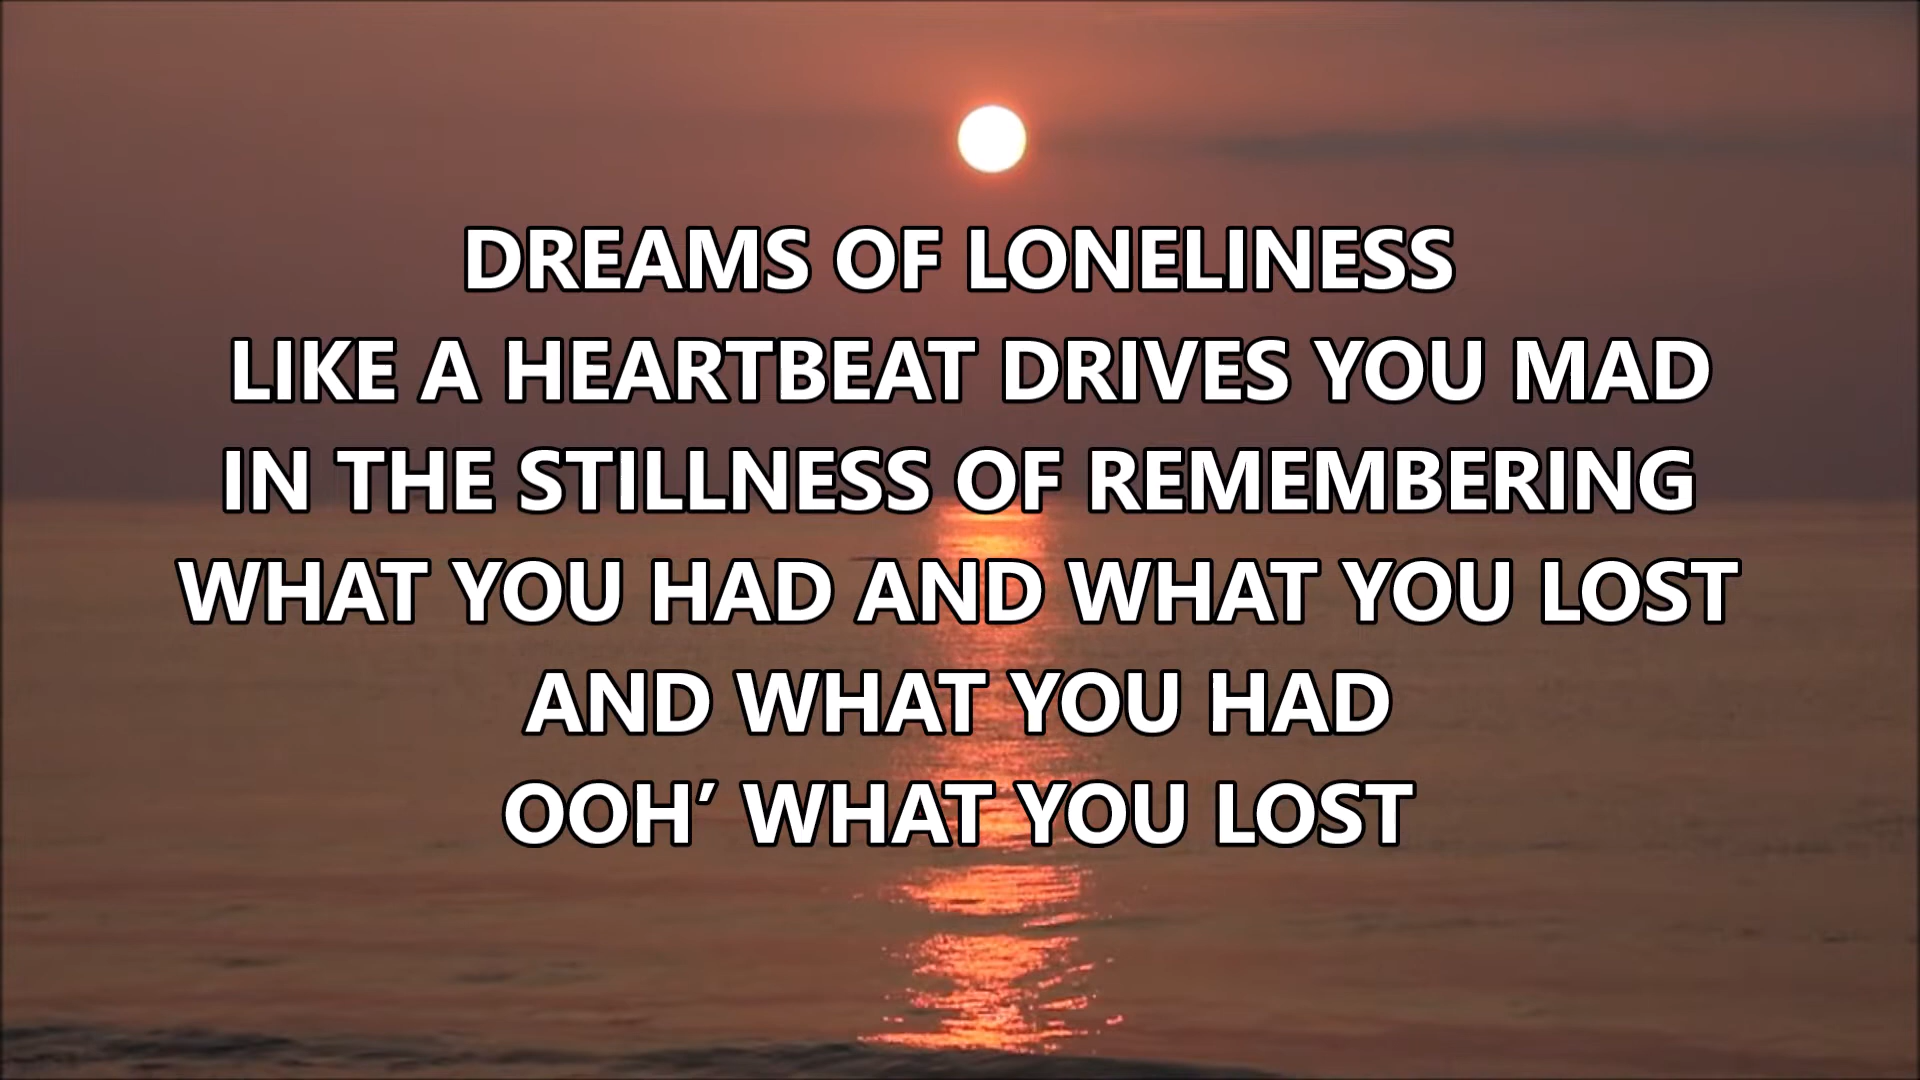 DREAMS OF LONELINESS
LIKE A HEARTBEAT DRIVES YOU MAD
IN THE STILLNESS OF REMEMBERING
WHAT YOU HAD AND WHAT YOU LOST
AND WHAT YOU HAD
OOH’ WHAT YOU LOST